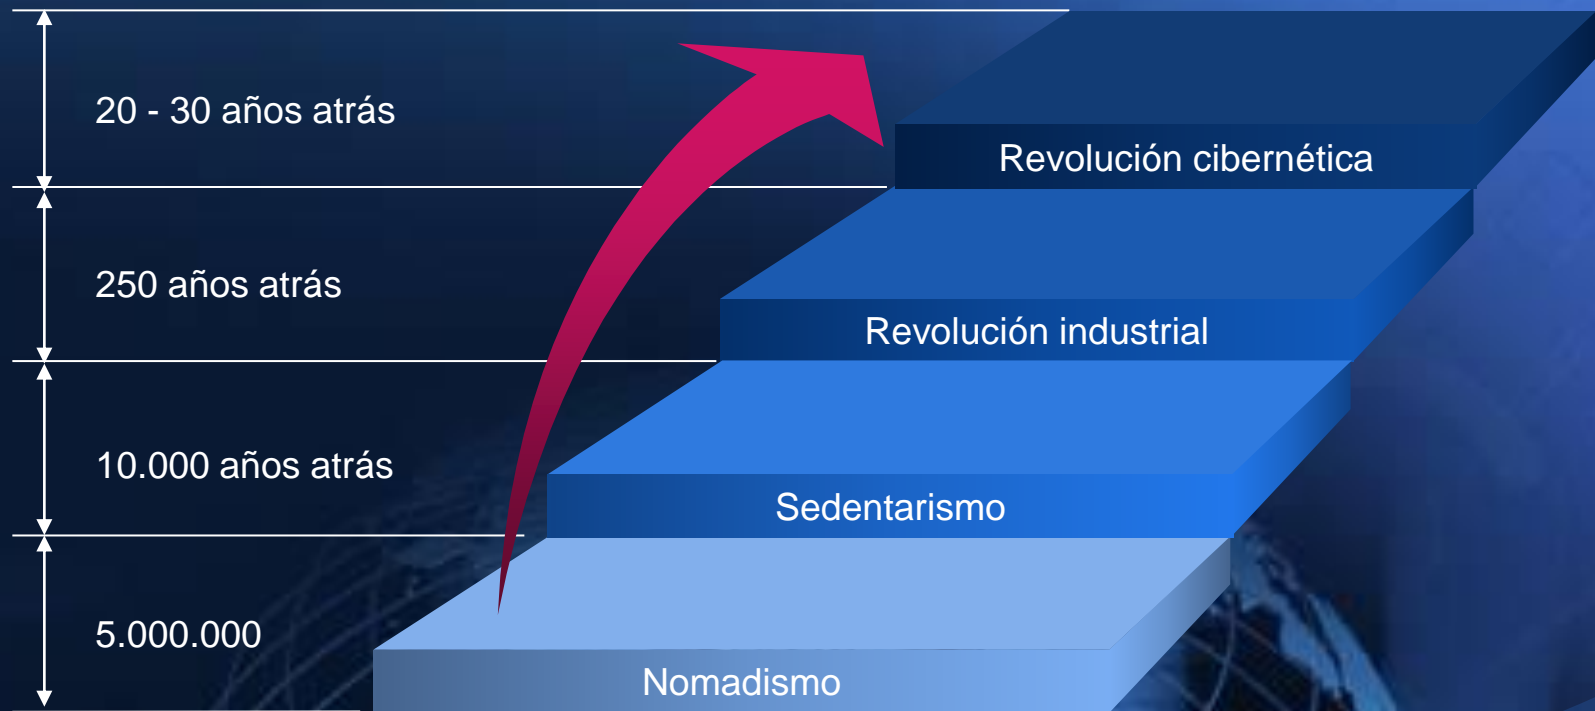 20 - 30 años atrás
Revolución cibernética
250 años atrás
Revolución industrial
10.000 años atrás
Sedentarismo
5.000.000
Nomadismo